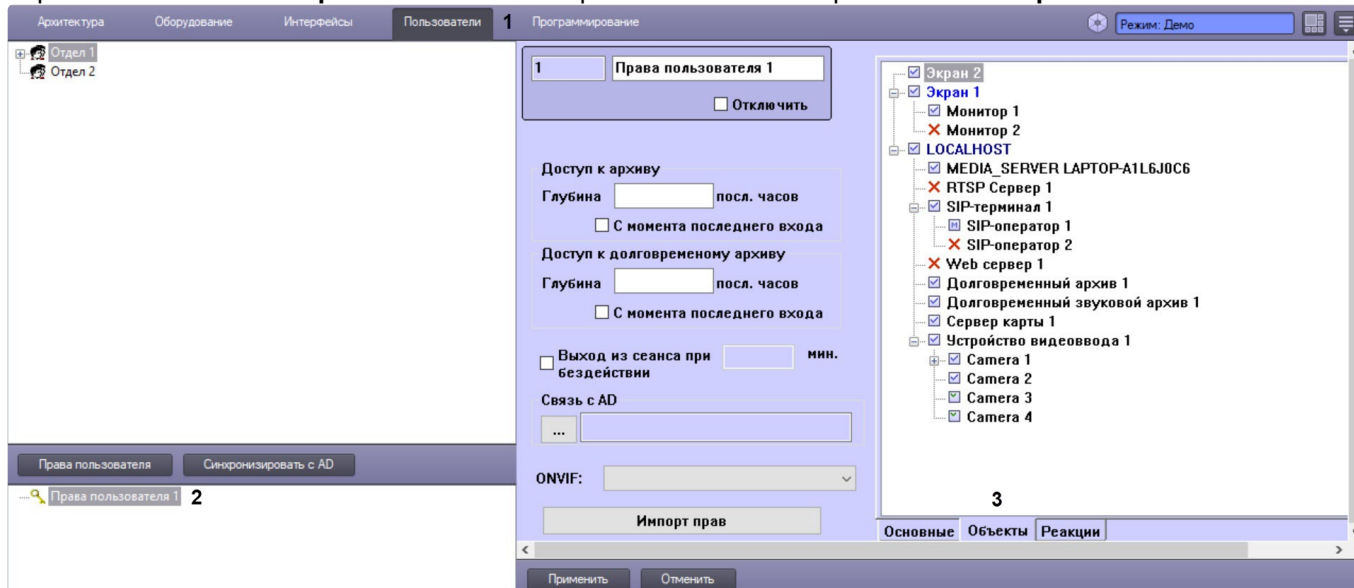 Архитектура Оборудование Интерфейсы Пользователи 1 Программирование Режим: Демо
Отдел 1
Отдел 2
1 Права пользователя 1
Отключить
Доступ к архиву
Глубина посл. часов
С момента последнего входа
Доступ к долговременому архиву
Глубина посл. часов
С момента последнего входа
Выход из сеанса при мин.
бездействии
Связь с AD
...
ONVIF:
Импорт прав
Экран 2
Экран 1
Монитор 1
Монитор 2
LOCALHOST
MEDIA_SERVER LAPTOP-A1L6J0C6
RTSP Сервер 1
SIP-терминал 1
SIP-оператор 1
SIP-оператор 2
Web сервер 1
Долговременный архив 1
Долговременный звуковой архив 1
Сервер карты 1
Устройство видеоввода 1
Camera 1
Camera 2
Camera 3
Camera 4
3
Основные Объекты Реакции
Права пользователя Синхронизировать с AD
Права пользователя 1 2
Применить Отменить